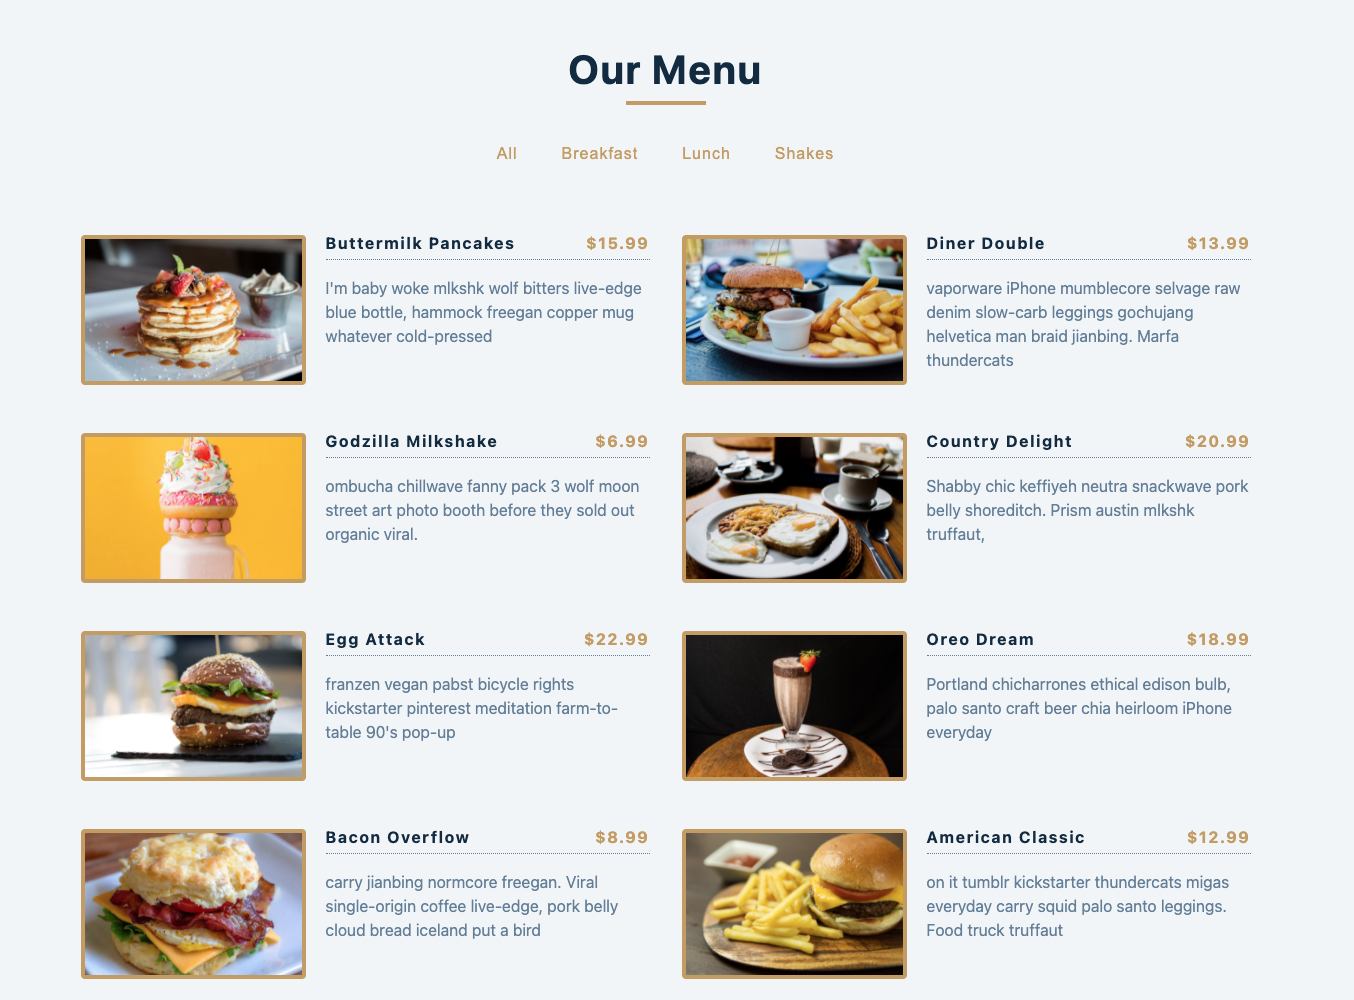 Our Menu
All Breakfast Lunch Shakes
Buttermilk Pancakes $15.99
I'm baby woke mlkshk wolf bitters live-edge
blue bottle, hammock freegan copper mug
whatever cold-pressed
Diner Double $13.99
vaporware iPhone mumblecore selvage raw
denim slow-carb leggings gochujang
helvetica man braid jianbing. Marfa
thundercats
Godzilla Milkshake $6.99
ombucha chillwave fanny pack 3 wolf moon
street art photo booth before they sold out
organic viral.
Country Delight $20.99
Shabby chic keffiyeh neutra snackwave pork
belly shoreditch. Prism austin mlkshk
truffaut,
Egg Attack $22.99
franzen vegan pabst bicycle rights
kickstarter pinterest meditation farm-to-
table 90's pop-up
Oreo Dream $18.99
Portland chicharrones ethical edison bulb,
palo santo craft beer chia heirloom iPhone
everyday
Bacon Overflow $8.99
carry jianbing normcore freegan. Viral
single-origin coffee live-edge, pork belly
cloud bread iceland put a bird
American Classic $12.99
on it tumblr kickstarter thundercats migas
everyday carry squid palo santo leggings.
Food truck truffaut